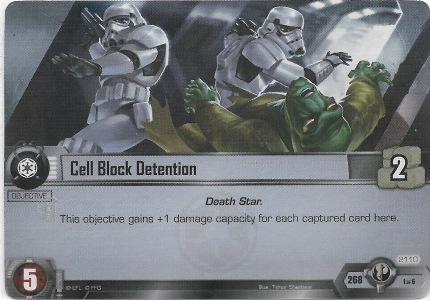 Cell Block Detention
2
OBJECTIVE
Death Star.
This objective gains +1 damage capacity for each captured card here.
2110
5
268
1 of 6